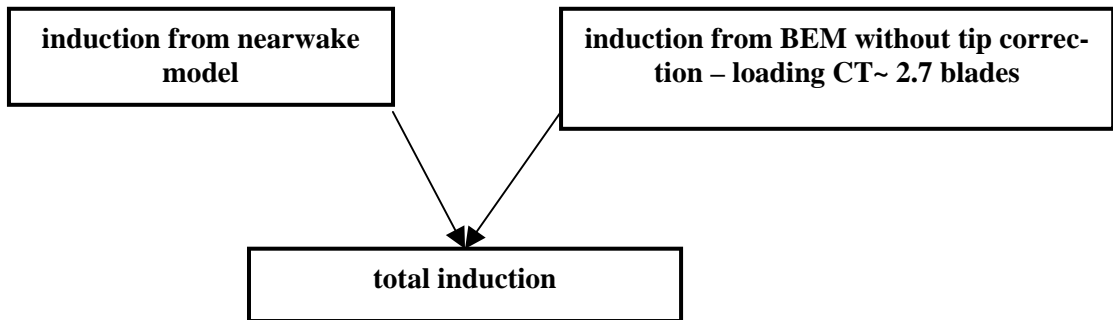 induction from nearwake
model
induction from BEM without tip correc-
tion – loading CT~ 2.7 blades
total induction